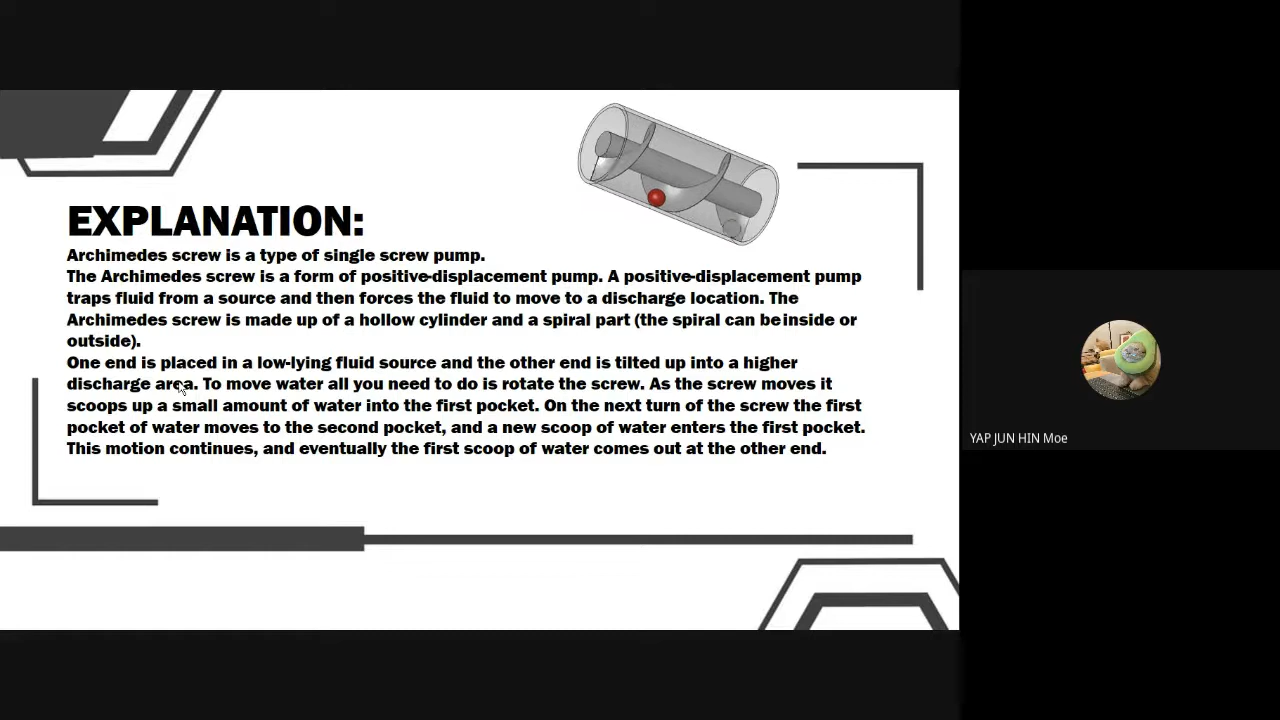 EXPLANATION:
Archimedes screw is a type of single screw pump.
The Archimedes screw is a form of positive-displacement pump. A positive-displacement pump
traps fluid from a source and then forces the fluid to move to a discharge location. The
Archimedes screw is made up of a hollow cylinder and a spiral part (the spiral can be inside or
outside).
One end is placed in a low-lying fluid source and the other end is tilted up into a higher
discharge area. To move water all you need to do is rotate the screw. As the screw moves it
scoops up a small amount of water into the first pocket. On the next turn of the screw the first
pocket of water moves to the second pocket, and a new scoop of water enters the first pocket.
This motion continues, and eventually the first scoop of water comes out at the other end.
YAP JUN HIN Moe